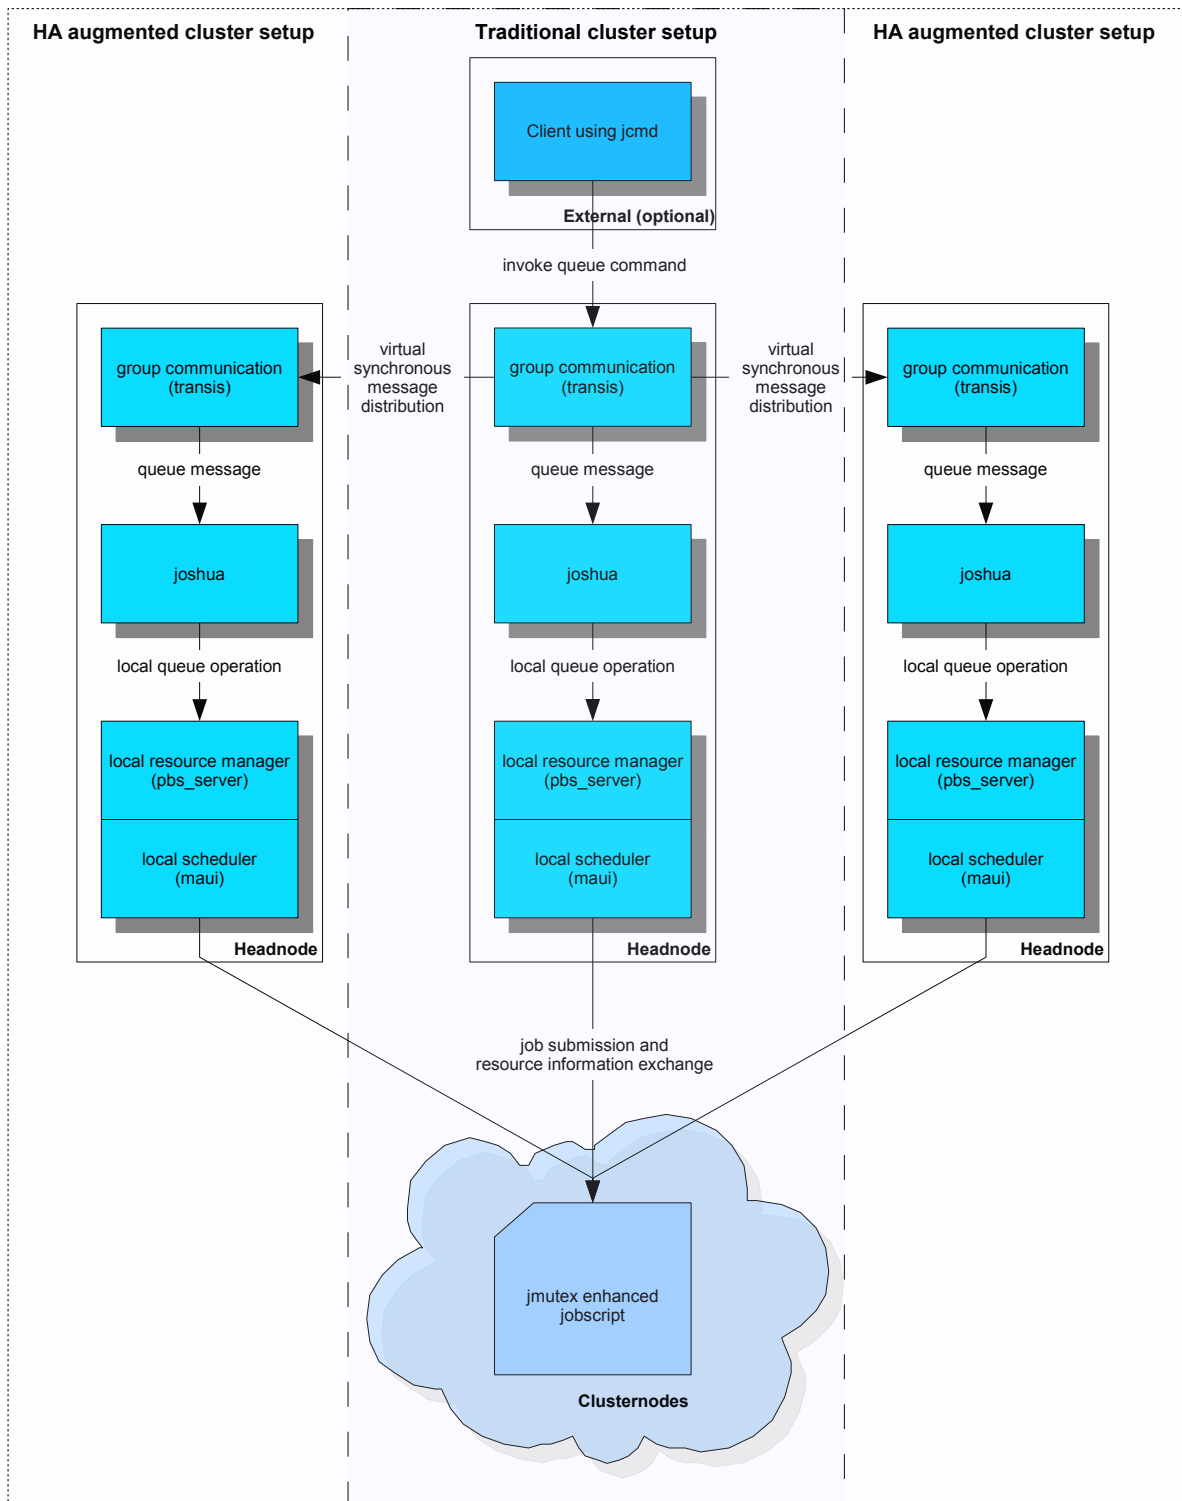 HA augmented cluster setup
Traditional cluster setup
HA augmented cluster setup
Client using jcmd
External (optional)
invoke queue command
group communication
(transis)
virtual
synchronous
message
distribution
group communication
(transis)
virtual
synchronous
message
distribution
group communication
(transis)
queue message
queue message
queue message
joshua
joshua
joshua
local queue operation
local queue operation
local queue operation
local resource manager
(pbs_server)
local resource manager
(pbs_server)
local resource manager
(pbs_server)
local scheduler
(maui)
local scheduler
(maui)
local scheduler
(maui)
Headnode
Headnode
Headnode
job submission and
resource information exchange
jmutex enhanced
jobscript
Clusternodes